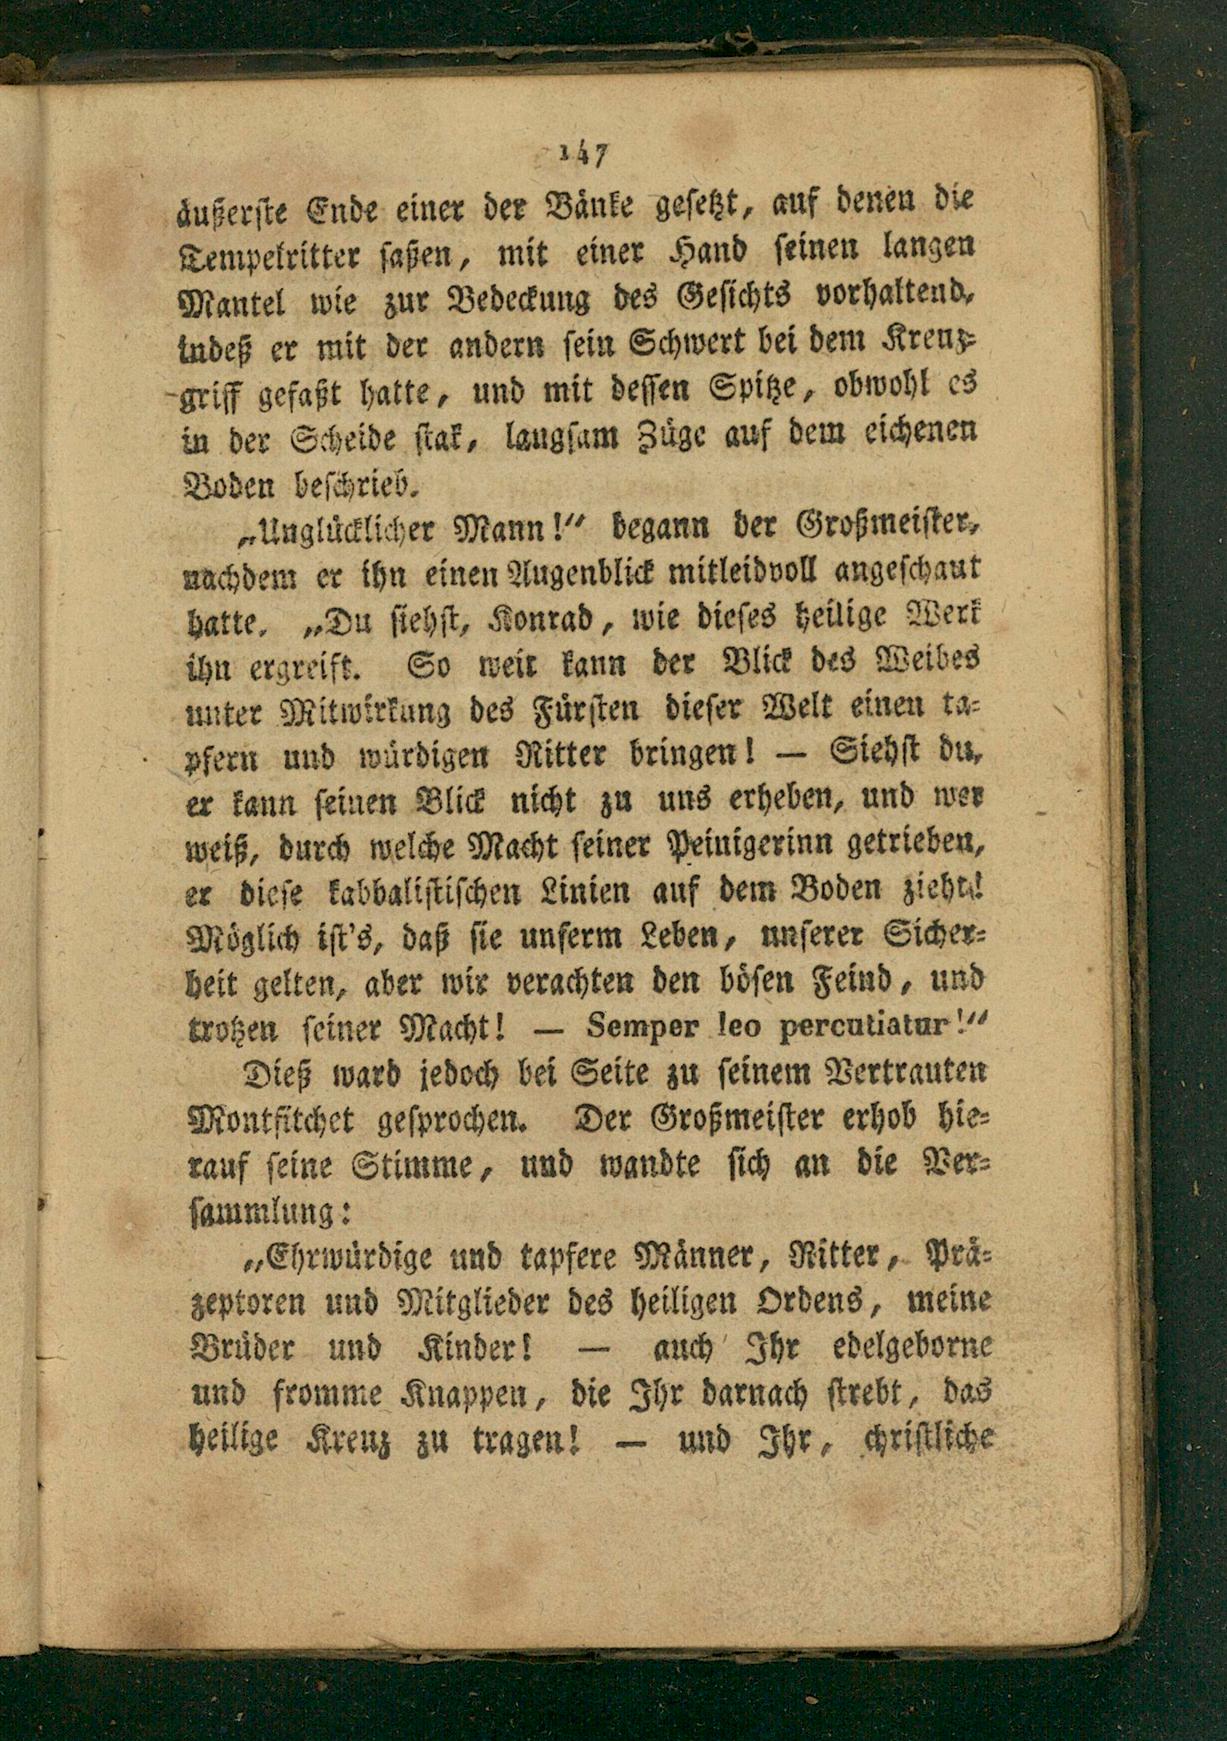 147
äußerste Ende einer der Bänke gesetzt, auf denen die
Tempelritter saßen, mit einer Hand seinen langen
Mantel wie zur Bedeckung des Gesichts vorhaltend,
indeß er mit der andern sein Schwert bei dem Kreuz-
griff gefaßt hatte, und mit dessen Spitze, obwohl es
in der Scheide stak, langsam Züge auf dem eichenen
Boden beschrieb.
„Unglücklicher Mann!“ begann der Großmeister,
nachdem er ihn einen Augenblick mitleidvoll angeschaut
hatte. „Du siehst, Konrad, wie dieses heilige Werk
ihn ergreift. So weit kann der Blick des Weibes
unter Mitwirkung des Fürsten dieser Welt einen ta-
pfern und würdigen Ritter bringen! — Siehst du,
er kann seinen Blick nicht zu uns erheben, und wer
weiß, durch welche Macht seiner Peinigerinn getrieben,
er diese kabbalistischen Linien auf dem Boden zieht!
Möglich ist's, daß sie unserm Leben, unserer Sicher-
heit gelten, aber wir verachten den bösen Feind, und
trotzen seiner Macht! — Semper leo percutiatur!“
Dieß ward jedoch bei Seite zu seinem Vertrauten
Montfitchet gesprochen. Der Großmeister erhob hie-
rauf seine Stimme, und wandte sich an die Ver-
sammlung:
„Ehrwürdige und tapfere Männer, Ritter, Prä-
zeptoren und Mitglieder des heiligen Ordens, meine
Brüder und Kinder! — auch Ihr edelgeborne
und fromme Knappen, die Ihr darnach strebt, das
heilige Kreuz zu tragen! — und Ihr, christliche